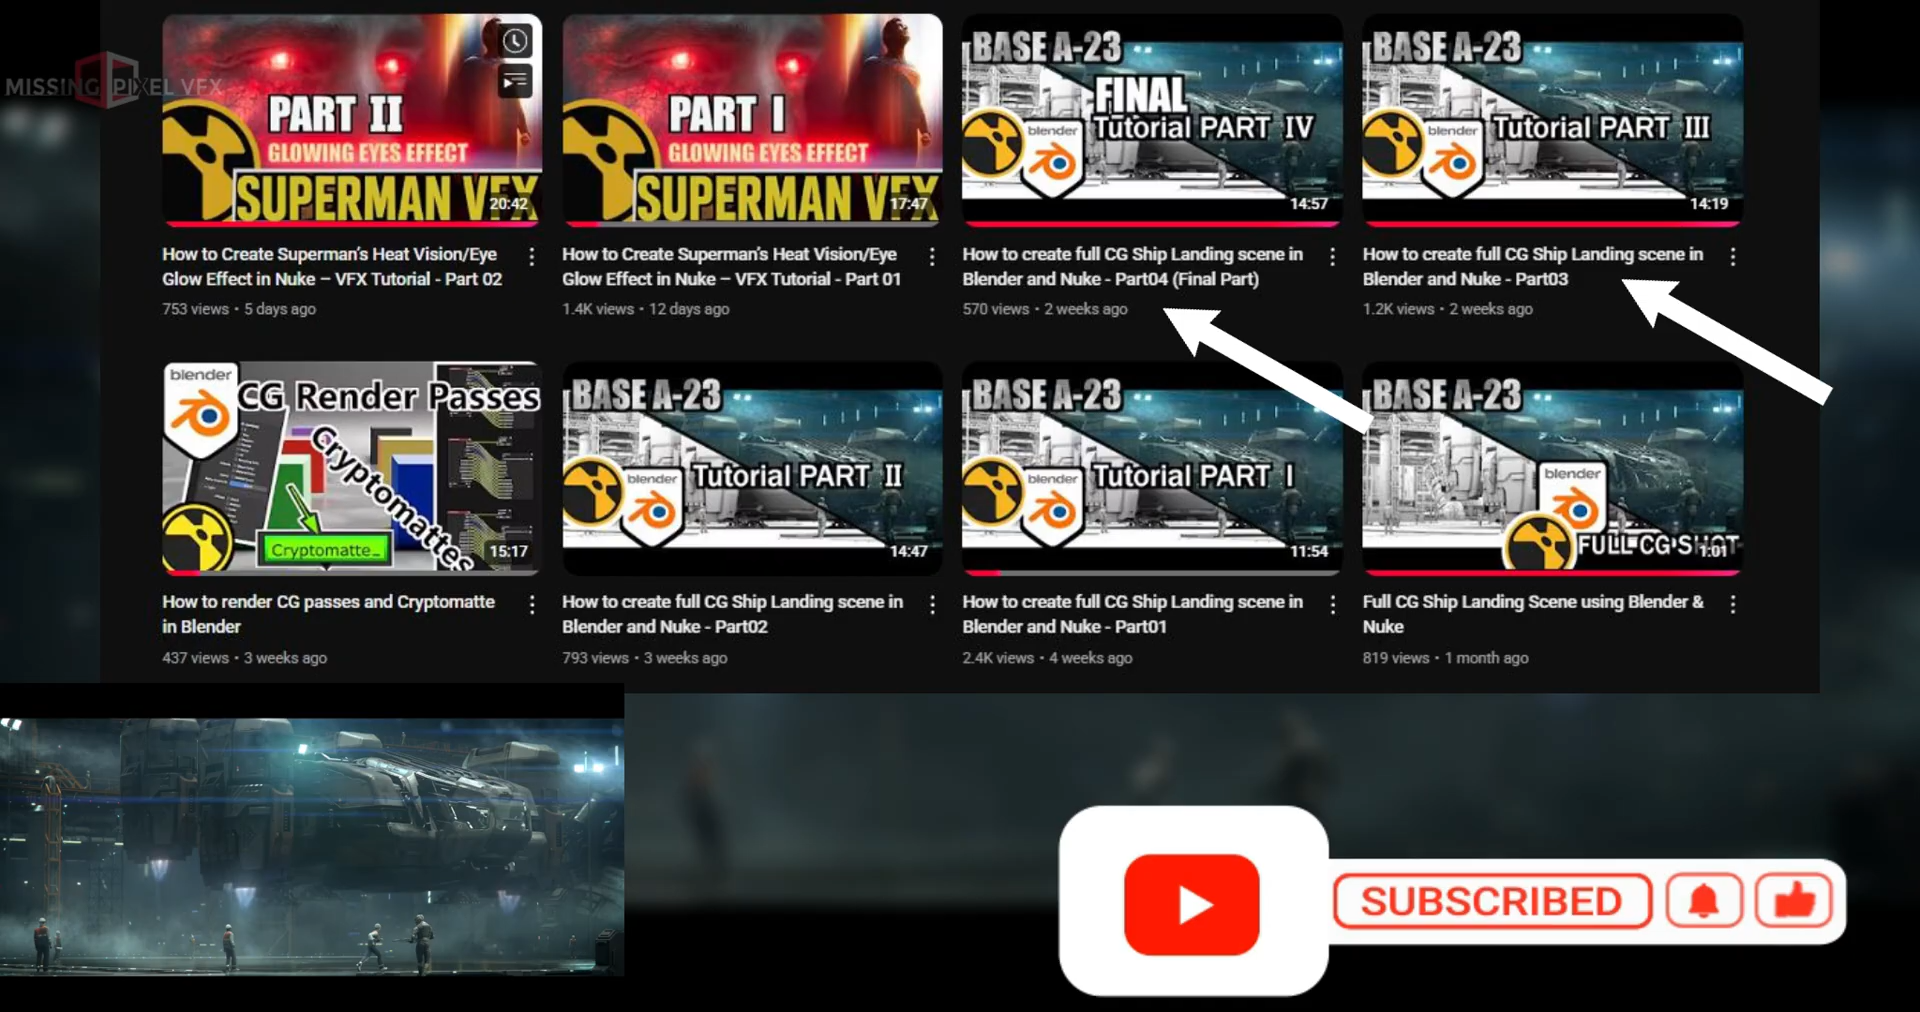 MISSING PIXEL VFX
PART II
GLOWING EYES EFFECT
SUPERMAN VFX
20:42
How to Create Superman's Heat Vision/Eye
Glow Effect in Nuke – VFX Tutorial - Part 02
753 views • 5 days ago
PART I
GLOWING EYES EFFECT
SUPERMAN VFX
17:47
How to Create Superman's Heat Vision/Eye
Glow Effect in Nuke – VFX Tutorial - Part 01
1.4K views • 12 days ago
BASE A-23
FINAL
Tutorial PART IV
blender
14:57
How to create full CG Ship Landing scene in
Blender and Nuke - Part04 (Final Part)
570 views • 2 weeks ago
BASE A-23
Tutorial PART III
blender
14:19
How to create full CG Ship Landing scene in
Blender and Nuke - Part03
1.2K views • 2 weeks ago
blender
CG Render Passes
Cryptomattes
Cryptomatte_
15:17
How to render CG passes and Cryptomatte
in Blender
437 views • 3 weeks ago
BASE A-23
Tutorial PART II
blender
14:47
How to create full CG Ship Landing scene in
Blender and Nuke - Part02
793 views • 3 weeks ago
BASE A-23
Tutorial PART I
blender
11:54
How to create full CG Ship Landing scene in
Blender and Nuke - Part01
2.4K views • 4 weeks ago
BASE A-23
blender
FULL CG SHOT
1:01
Full CG Ship Landing Scene using Blender &
Nuke
819 views • 1 month ago
SUBSCRIBED